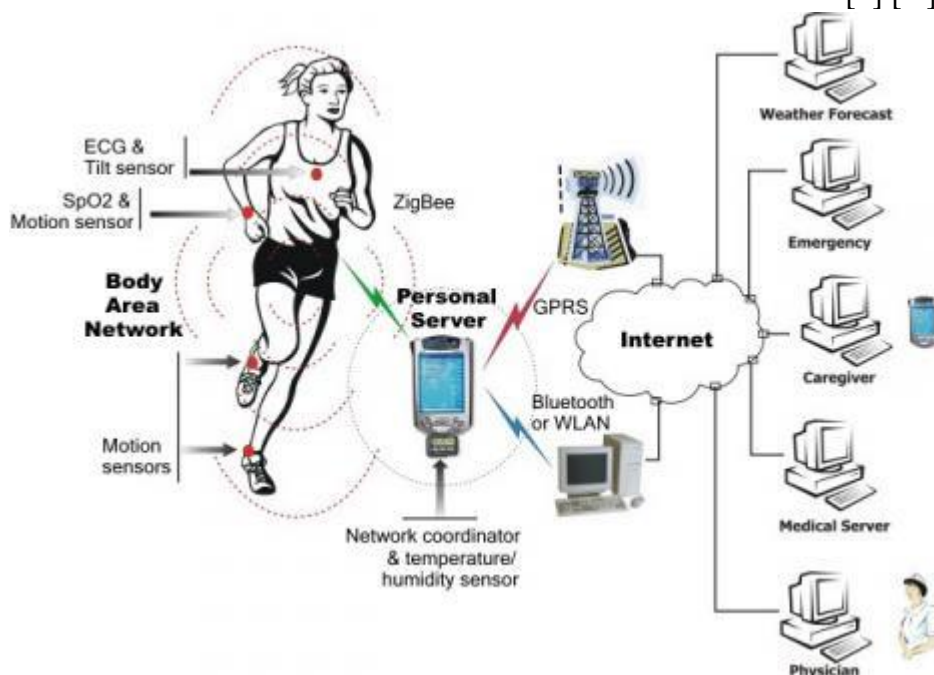 ECG &
Tilt sensor
SpO2 &
Motion sensor
ZigBee
Body
Area
Network
Personal
Server
GPRS
Internet
Bluetooth
or WLAN
Motion
sensors
Network coordinator
& temperature/
humidity sensor
Weather Forecast
Emergency
Caregiver
Medical Server
Physician